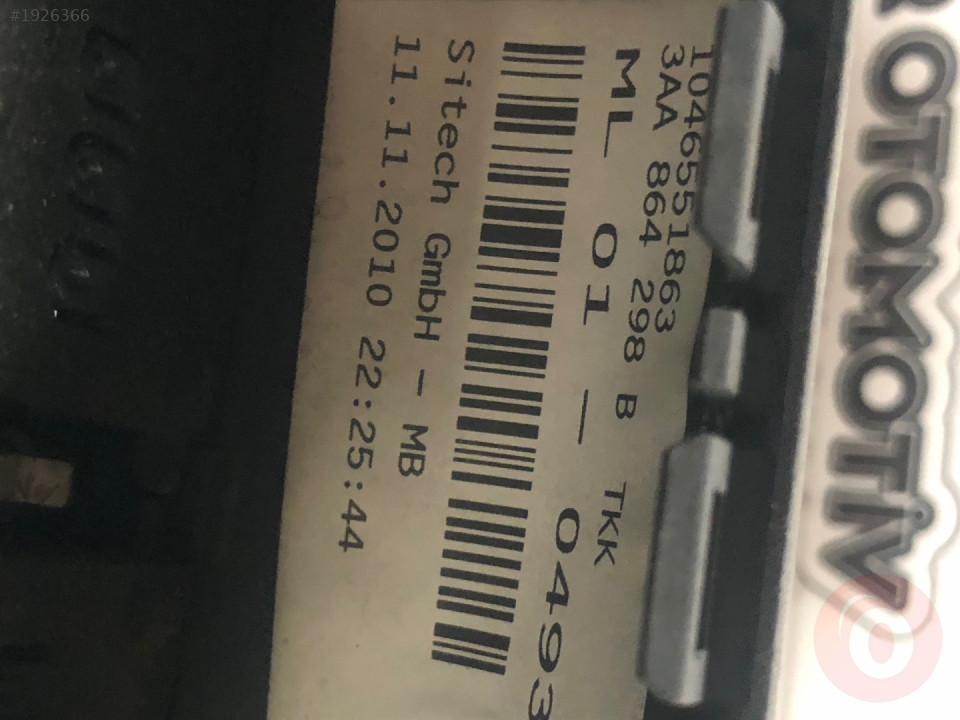 #1926366
1046551863
3AA 864 298 B TKK
ML 01 — 0493
Sitech GmbH - MB
11.11.2010 22:25:44
OTOMOTİV